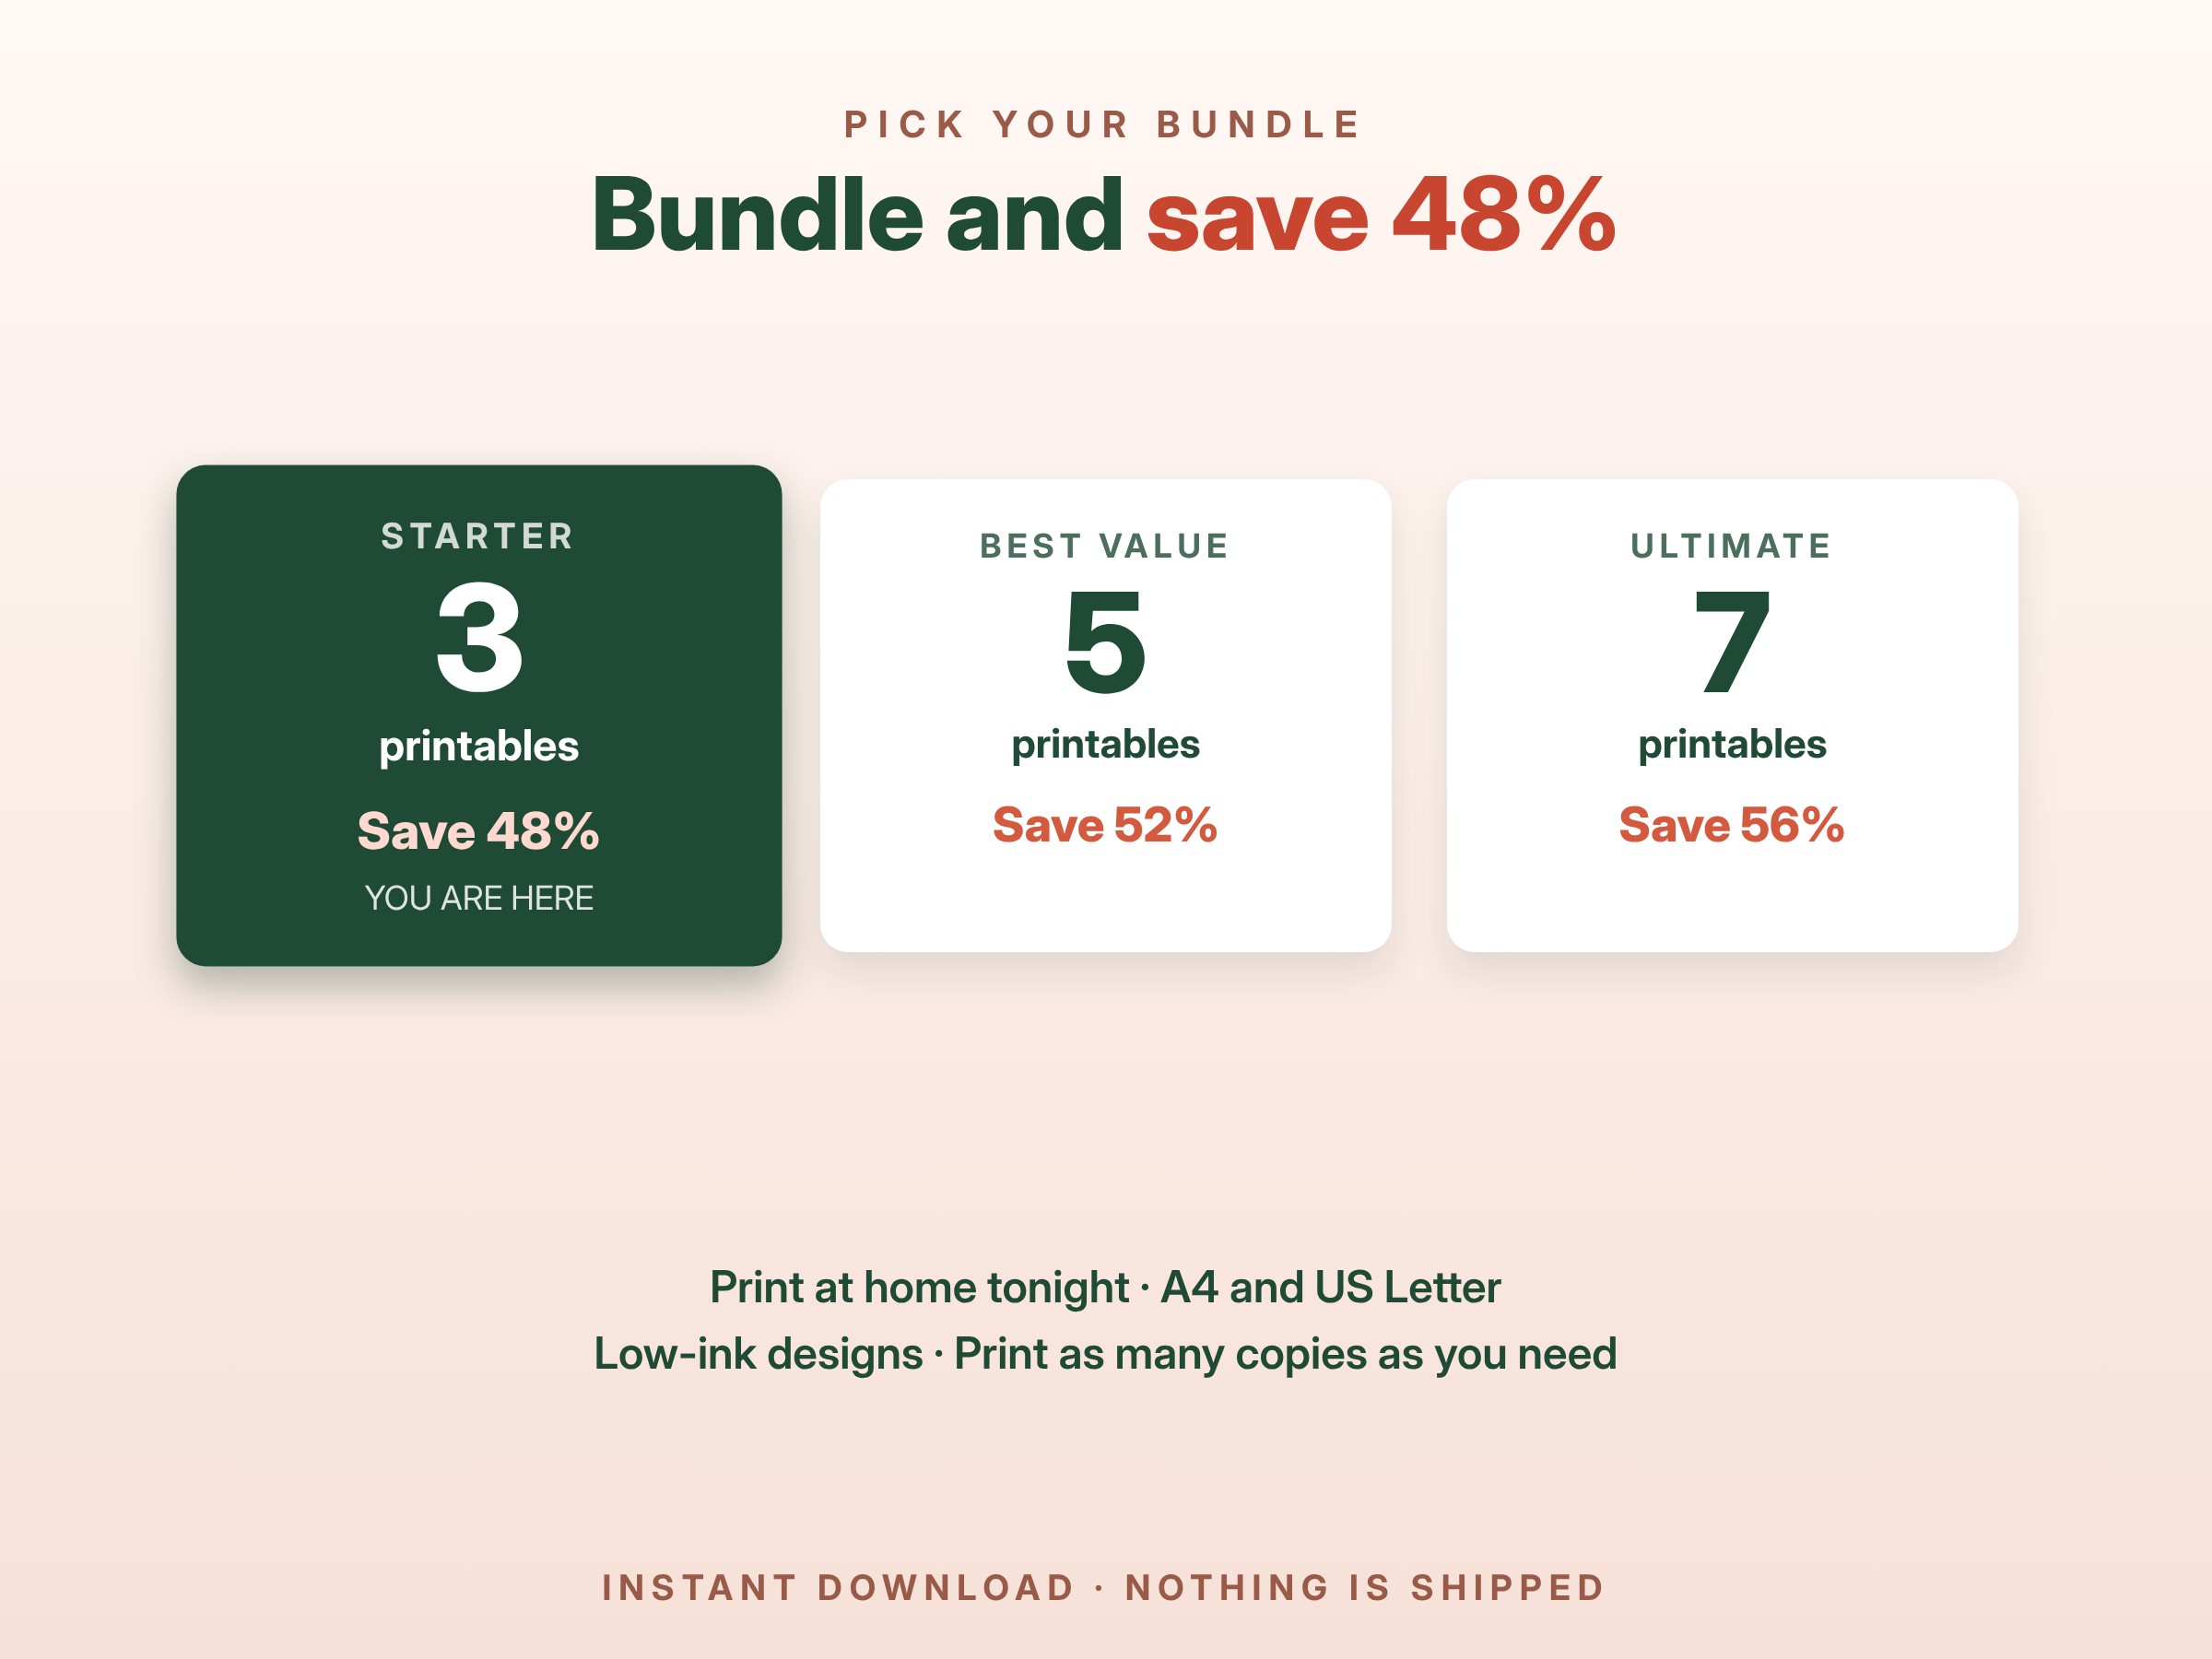 PICK YOUR BUNDLE
Bundle and save 48%
STARTER
3
printables
Save 48%
YOU ARE HERE
BEST VALUE
5
printables
Save 52%
ULTIMATE
7
printables
Save 56%
Print at home tonight · A4 and US Letter
Low-ink designs · Print as many copies as you need
INSTANT DOWNLOAD · NOTHING IS SHIPPED